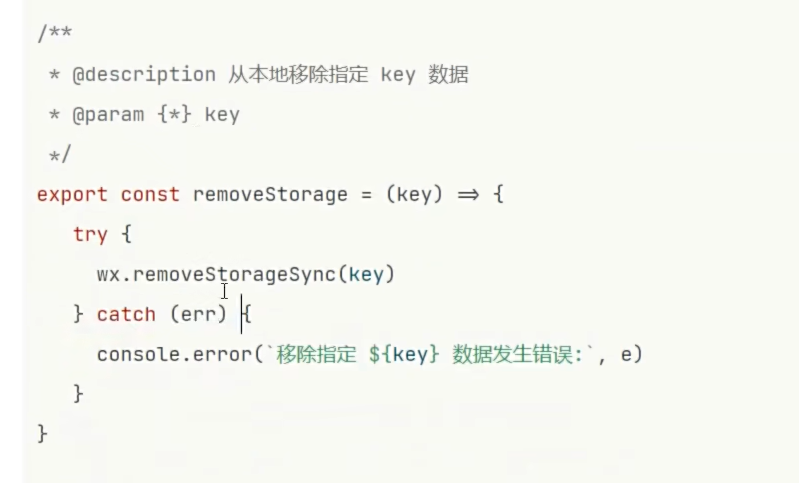 /**
 * @description 从本地移除指定 key 数据
 * @param {*} key
 */
export const removeStorage = (key) => {
   try {
     wx.removeStorageSync(key)
   } catch (err) {
     console.error(`移除指定 ${key} 数据发生错误:`, e)
   }
}